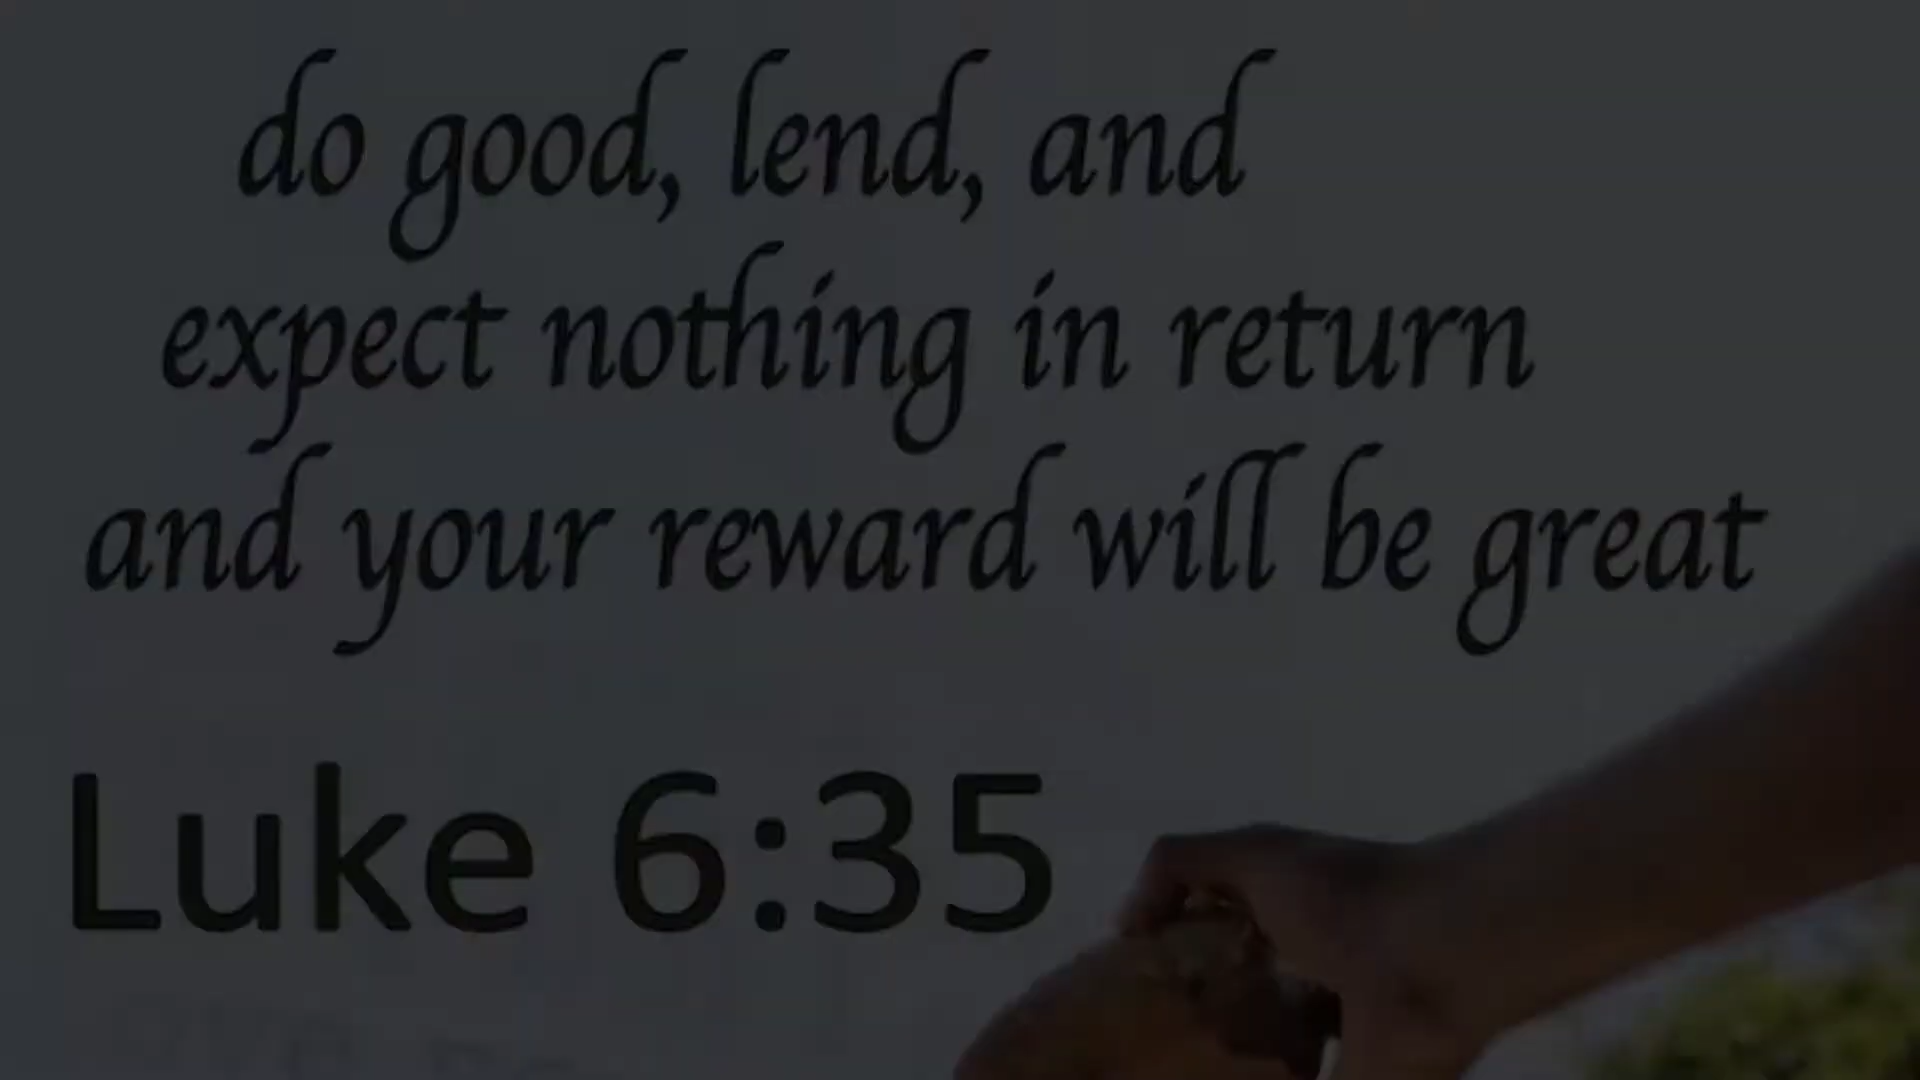 do good, lend, and
expect nothing in return
and your reward will be great
Luke 6:35